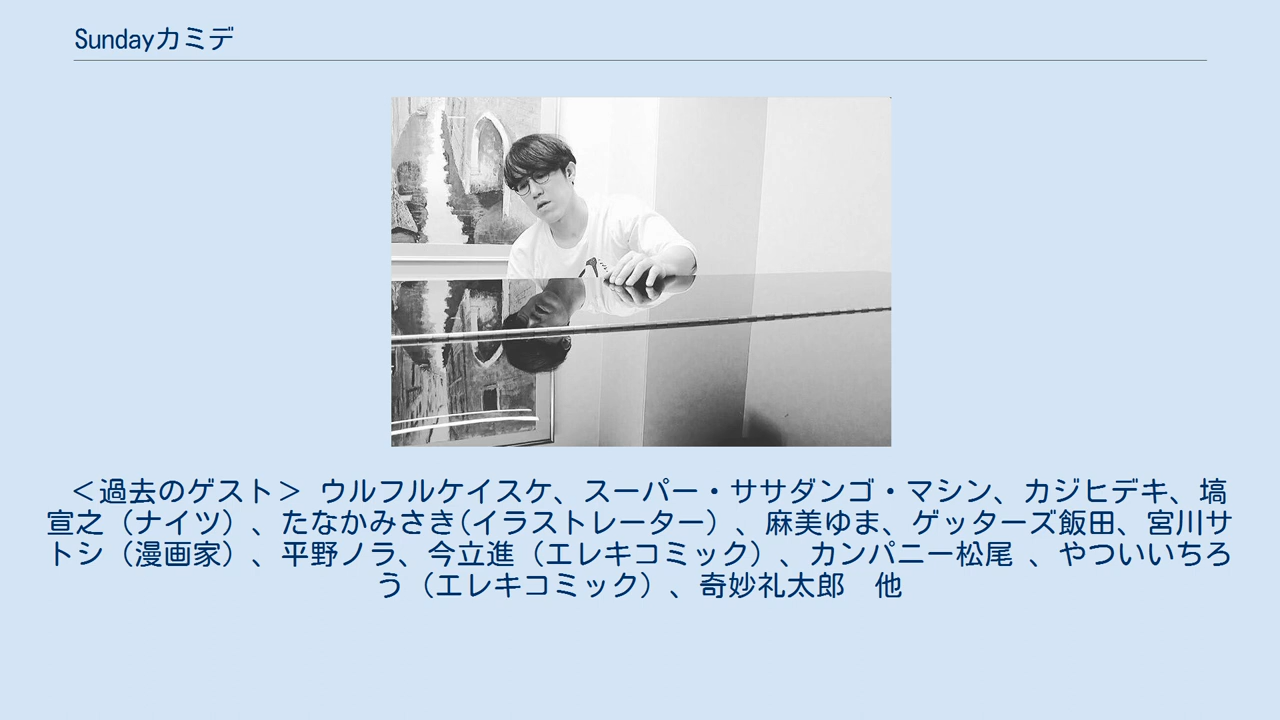 Sundayカミデ
＜過去のゲスト＞ ウルフルケイスケ、スーパー・ササダンゴ・マシン、カジヒデキ、塙
宣之（ナイツ）、たなかみさき(イラストレーター）、麻美ゆま、ゲッターズ飯田、宮川サ
トシ（漫画家）、平野ノラ、今立進（エレキコミック）、カンパニー松尾 、やついいちろ
う（エレキコミック）、奇妙礼太郎　他